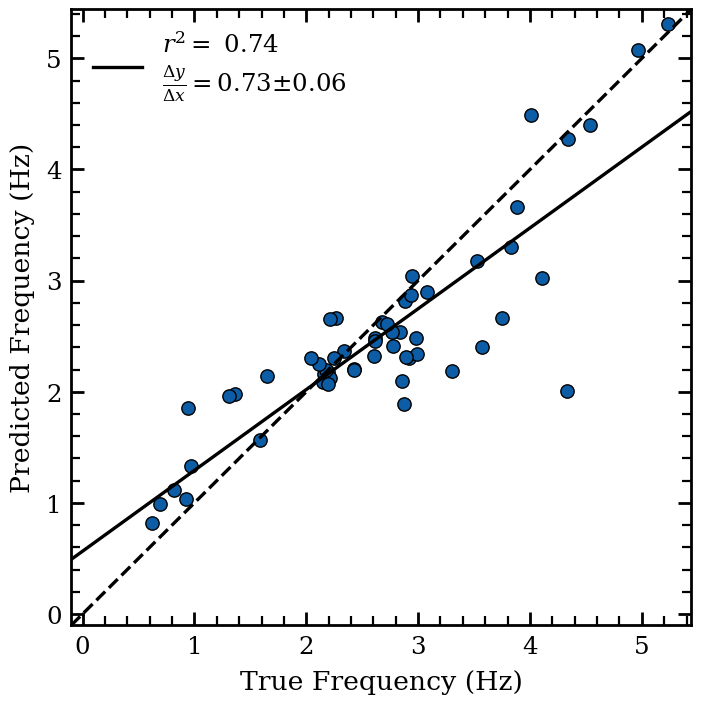 r² = 0.74
Δy/Δx = 0.73±0.06
5
4
3
2
1
0
Predicted Frequency (Hz)
0 1 2 3 4 5
True Frequency (Hz)